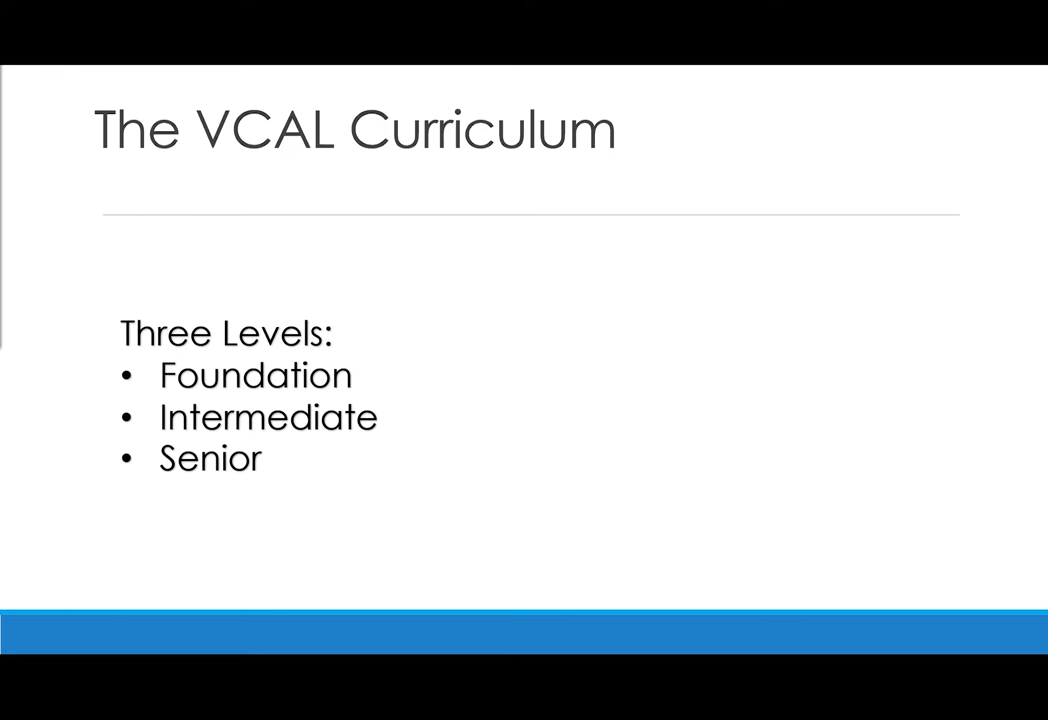 The VCAL Curriculum
Three Levels:
• Foundation
• Intermediate
• Senior